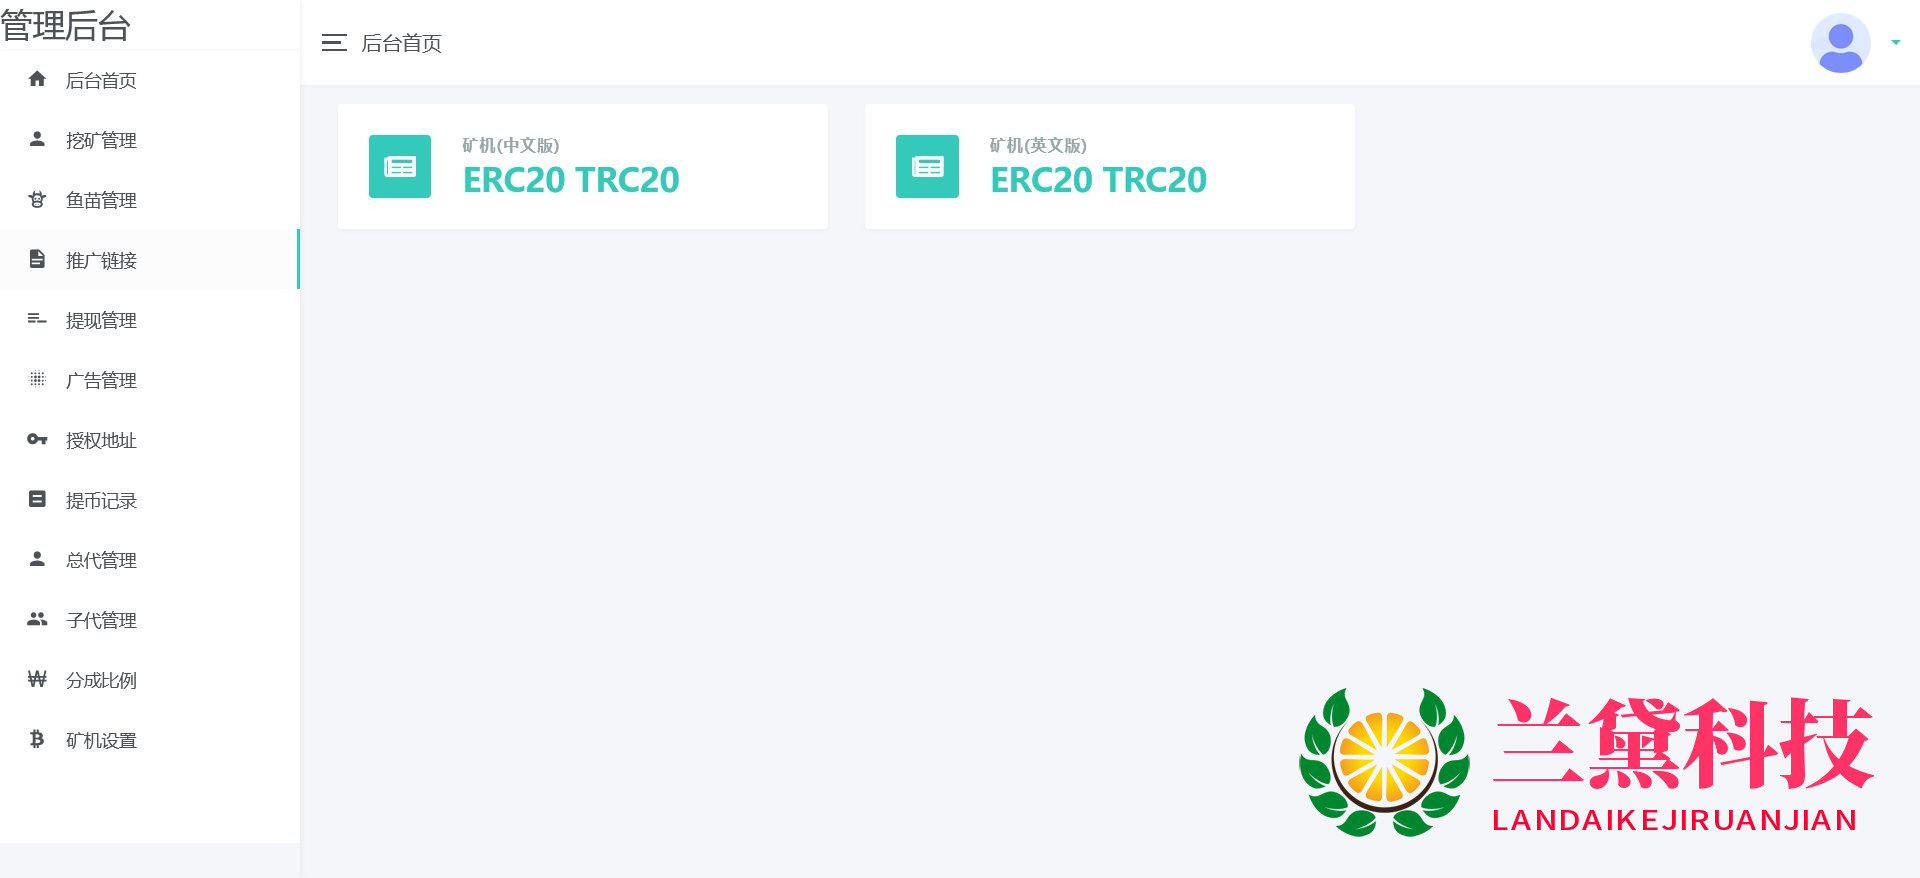 管理后台
后台首页
后台首页
挖矿管理
鱼苗管理
推广链接
提现管理
广告管理
授权地址
提币记录
总代管理
子代管理
分成比例
矿机设置
矿机(中文版)
ERC20 TRC20
矿机(英文版)
ERC20 TRC20
兰黛科技
LANDAIKEJIRUANJIAN